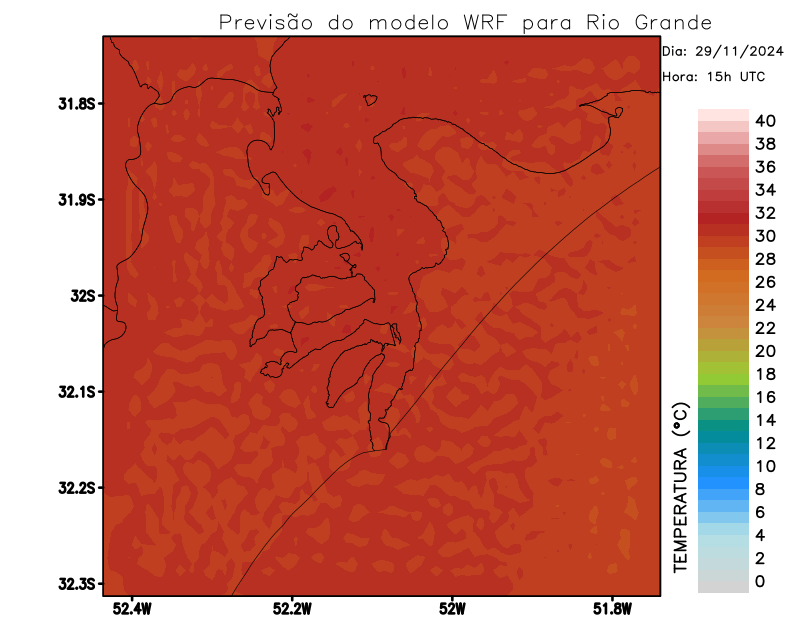 Previsão do modelo WRF para Rio Grande
Dia: 29/11/2024
Hora: 15h UTC
31.8S
31.9S
32S
32.1S
32.2S
32.3S
52.4W
52.2W
52W
51.8W
TEMPERATURA (°C)
40
38
36
34
32
30
28
26
24
22
20
18
16
14
12
10
8
6
4
2
0